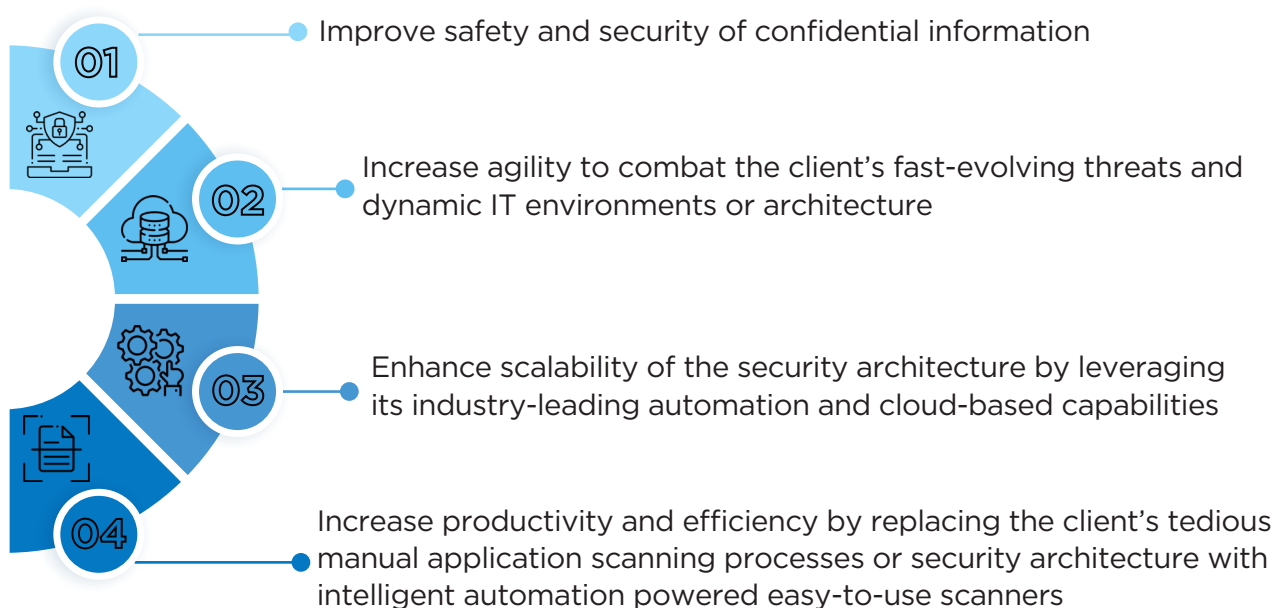 01
Improve safety and security of confidential information
02
Increase agility to combat the client’s fast-evolving threats and
dynamic IT environments or architecture
03
Enhance scalability of the security architecture by leveraging
its industry-leading automation and cloud-based capabilities
04
Increase productivity and efficiency by replacing the client’s tedious
manual application scanning processes or security architecture with
intelligent automation powered easy-to-use scanners